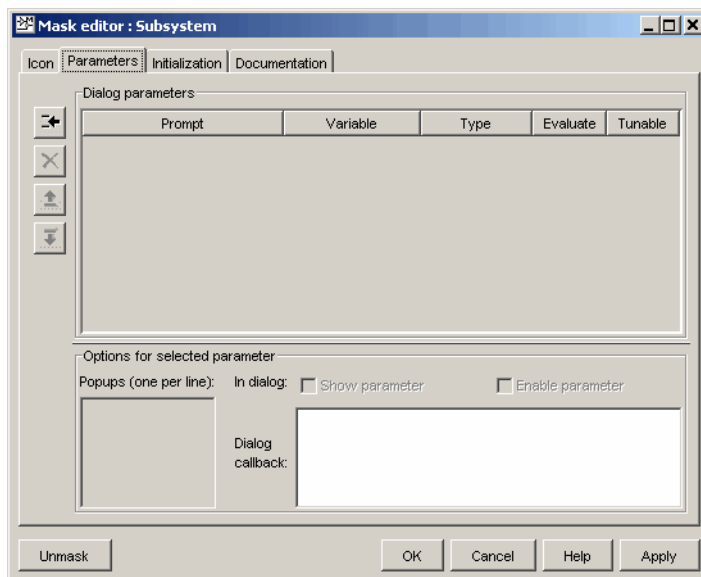 Mask editor : Subsystem
Icon Parameters Initialization Documentation
Dialog parameters
Prompt Variable Type Evaluate Tunable
Options for selected parameter
Popups (one per line): In dialog: Show parameter Enable parameter
Dialog
callback:
Unmask OK Cancel Help Apply